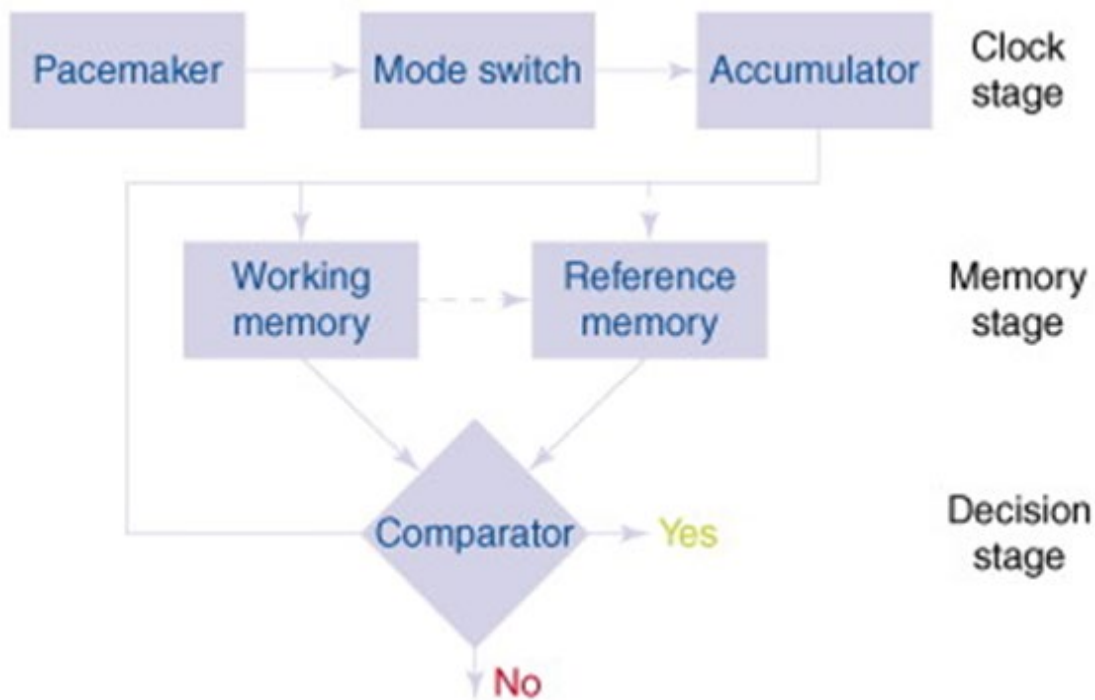 Pacemaker
Mode switch
Accumulator
Clock
stage
Working
memory
Reference
memory
Memory
stage
Comparator
Yes
Decision
stage
No